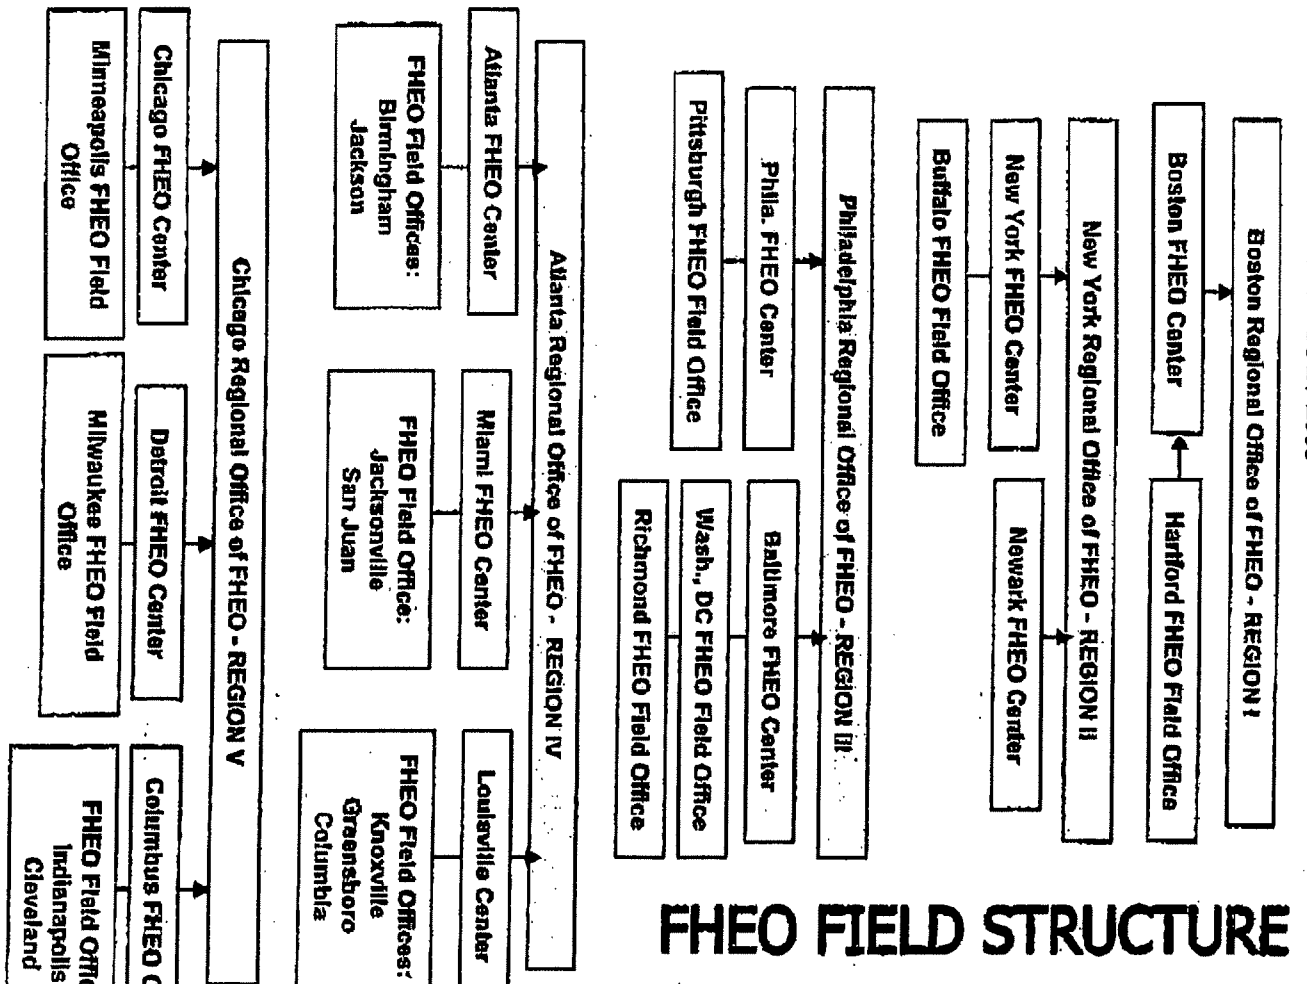 FHEO FIELD STRUCTURE
Boston Regional Office of FHEO - REGION I
Boston FHEO Center
Hartford FHEO Field Office
New York Regional Office of FHEO - REGION II
New York FHEO Center
Newark FHEO Center
Buffalo FHEO Field Office
Philadelphia Regional Office of FHEO - REGION III
Phila. FHEO Center
Baltimore FHEO Center
Pittsburgh FHEO Field Office
Wash., DC FHEO Field Office
Richmond FHEO Field Office
Atlanta Regional Office of FHEO - REGION IV
Atlanta FHEO Center
Miami FHEO Center
Louisville Center
FHEO Field Offices:
Birmingham
Jackson
FHEO Field Office:
Jacksonville
San Juan
FHEO Field Offices:
Knoxville
Greensboro
Columbia
Chicago Regional Office of FHEO - REGION V
Chicago FHEO Center
Detroit FHEO Center
Columbus FHEO C
Minneapolis FHEO Field
Office
Milwaukee FHEO Field
Office
FHEO Field Offic
Indianapolis
Cleveland